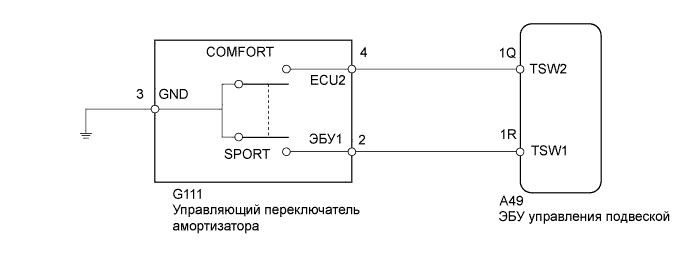 COMFORT
4
1Q
ECU2
TSW2
3
GND
ЭБУ1
2
1R
SPORT
TSW1
G111
Управляющий переключатель
амортизатора
A49
ЭБУ управления подвеской